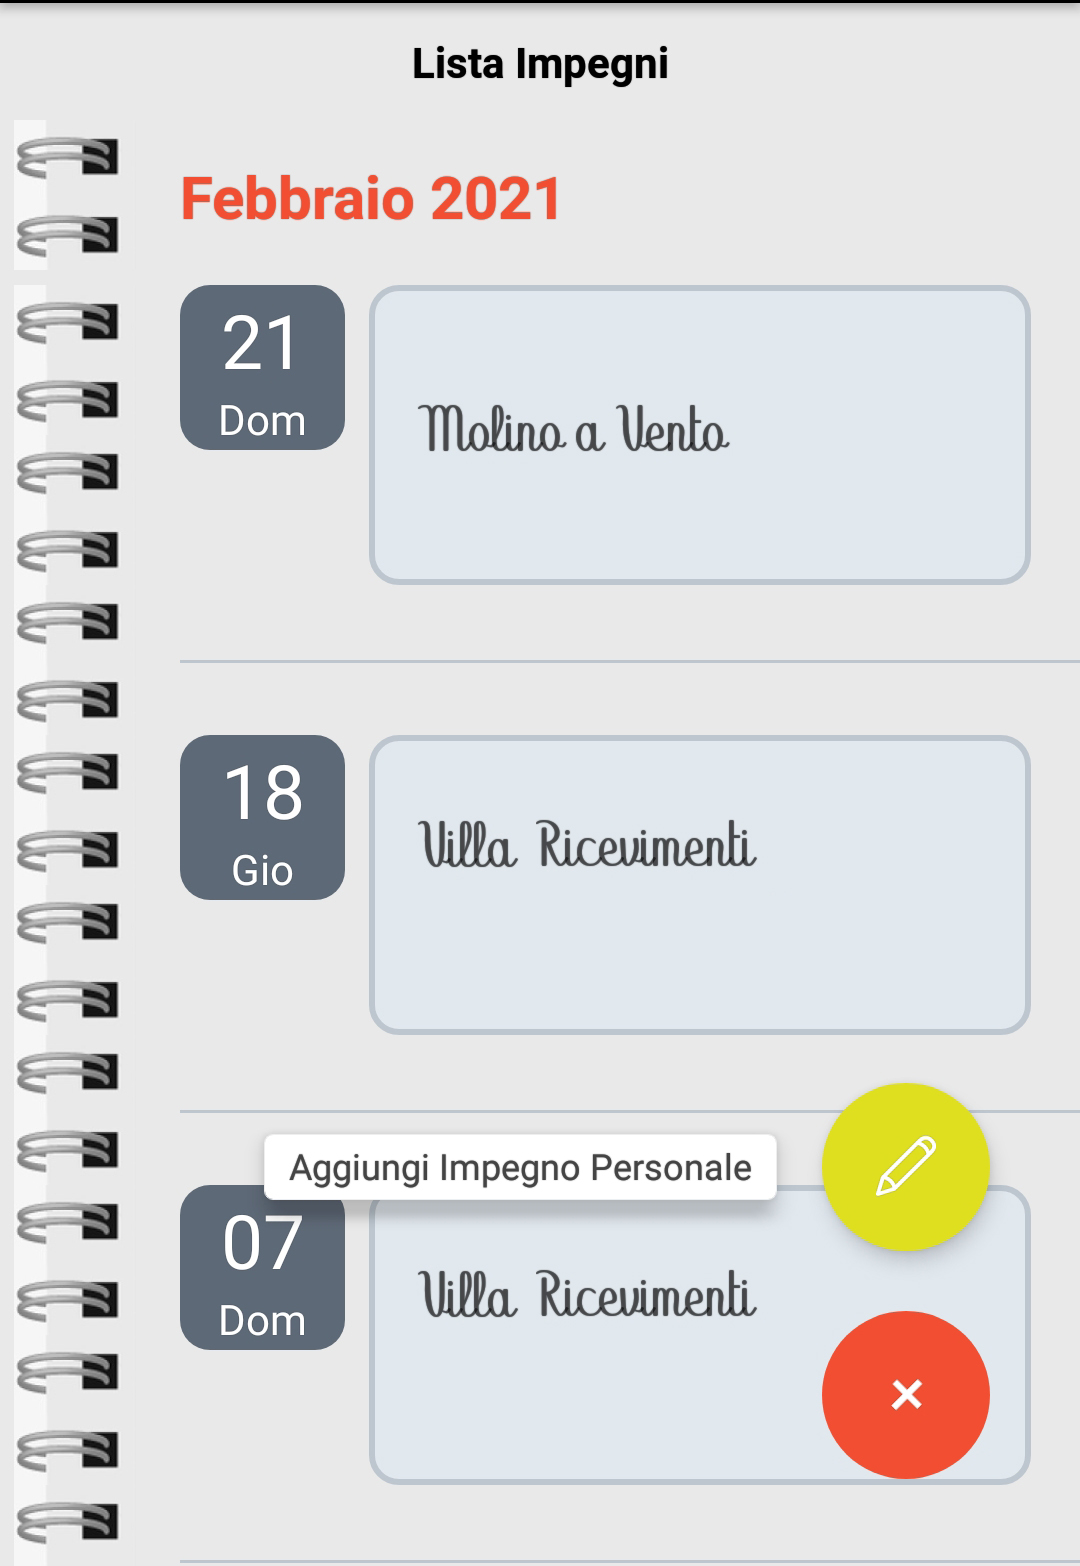 Lista Impegni
Febbraio 2021
21
Dom
Molino a Vento
18
Gio
Villa Ricevimenti
Aggiungi Impegno Personale
07
Dom
Villa Ricevimenti